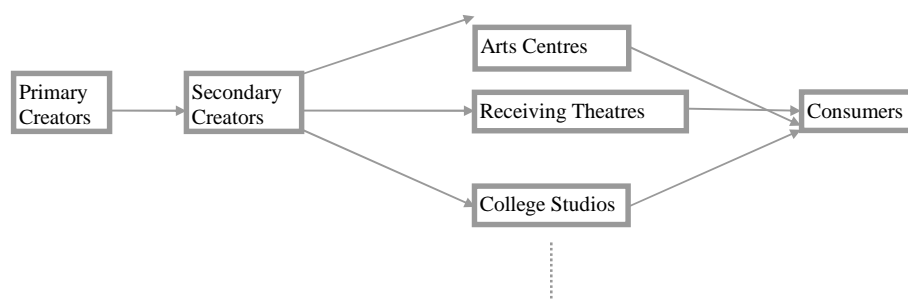 Primary
Creators
Secondary
Creators
Arts Centres
Receiving Theatres
College Studios
Consumers